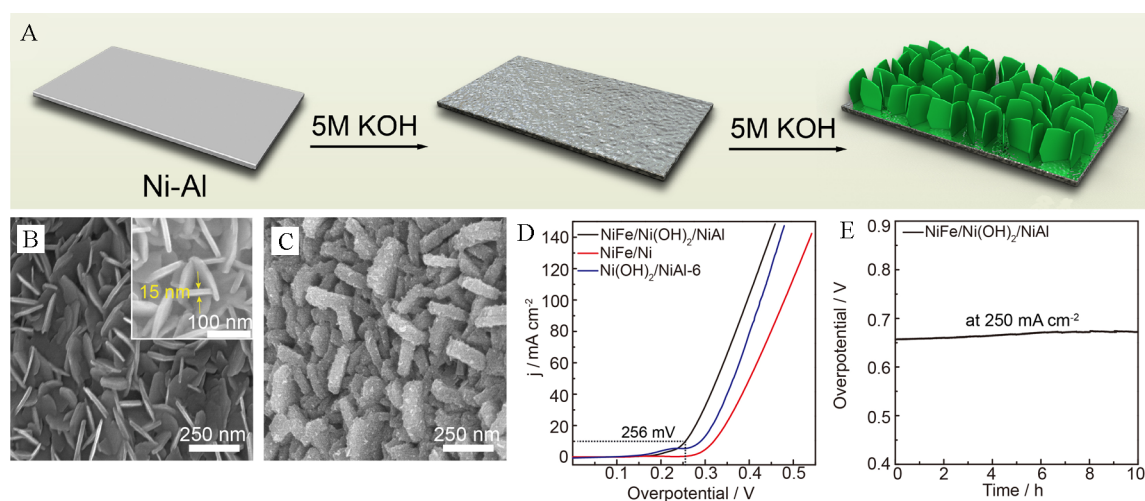 A
5M KOH
5M KOH
Ni-Al
B
15 nm
100 nm
250 nm
C
250 nm
D
NiFe/Ni(OH)₂/NiAl
NiFe/Ni
Ni(OH)₂/NiAl-6
256 mV
j / mA cm⁻²
140
120
100
80
60
40
20
0
0.1 0.2 0.3 0.4 0.5
Overpotential / V
E
NiFe/Ni(OH)₂/NiAl
at 250 mA cm⁻²
Overpotential / V
0.9
0.8
0.7
0.6
0.5
0.4
0 2 4 6 8 10
Time / h